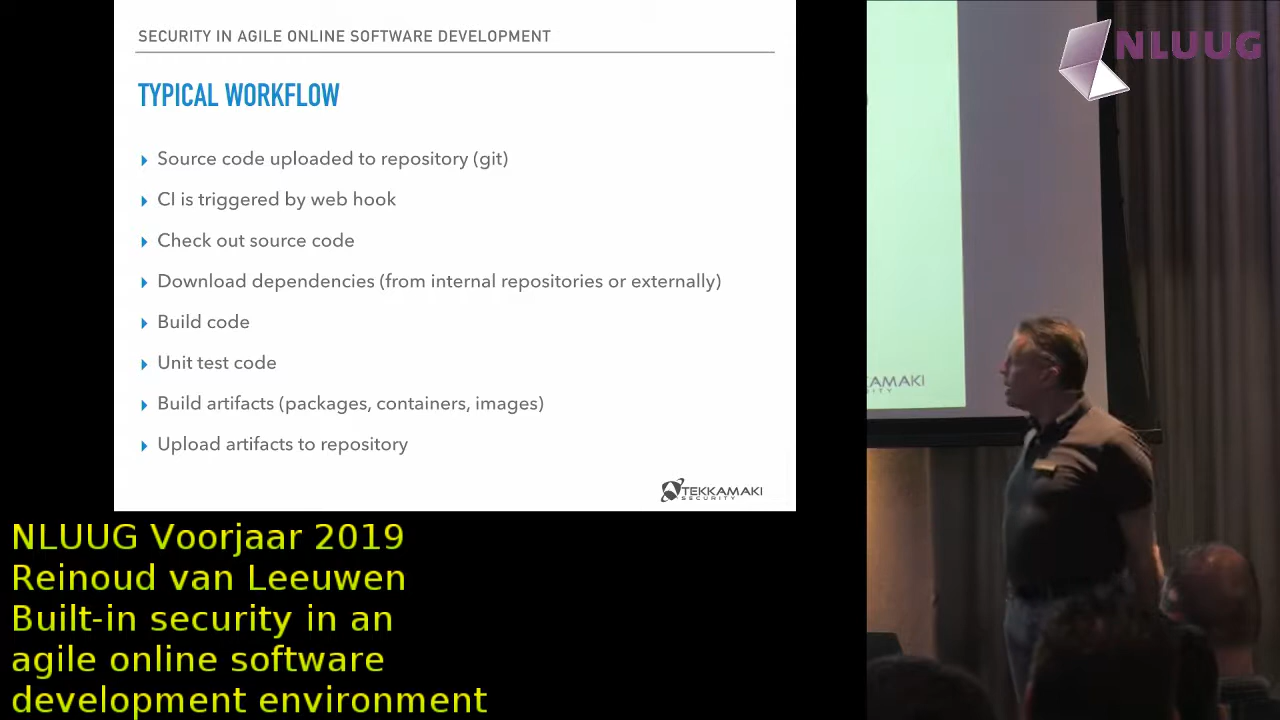 SECURITY IN AGILE ONLINE SOFTWARE DEVELOPMENT
TYPICAL WORKFLOW
Source code uploaded to repository (git)
CI is triggered by web hook
Check out source code
Download dependencies (from internal repositories or externally)
Build code
Unit test code
Build artifacts (packages, containers, images)
Upload artifacts to repository
TEKKAMAKI
SECURITY
NLUUG
AMAKI
NLUUG Voorjaar 2019
Reinoud van Leeuwen
Built-in security in an
agile online software
development environment